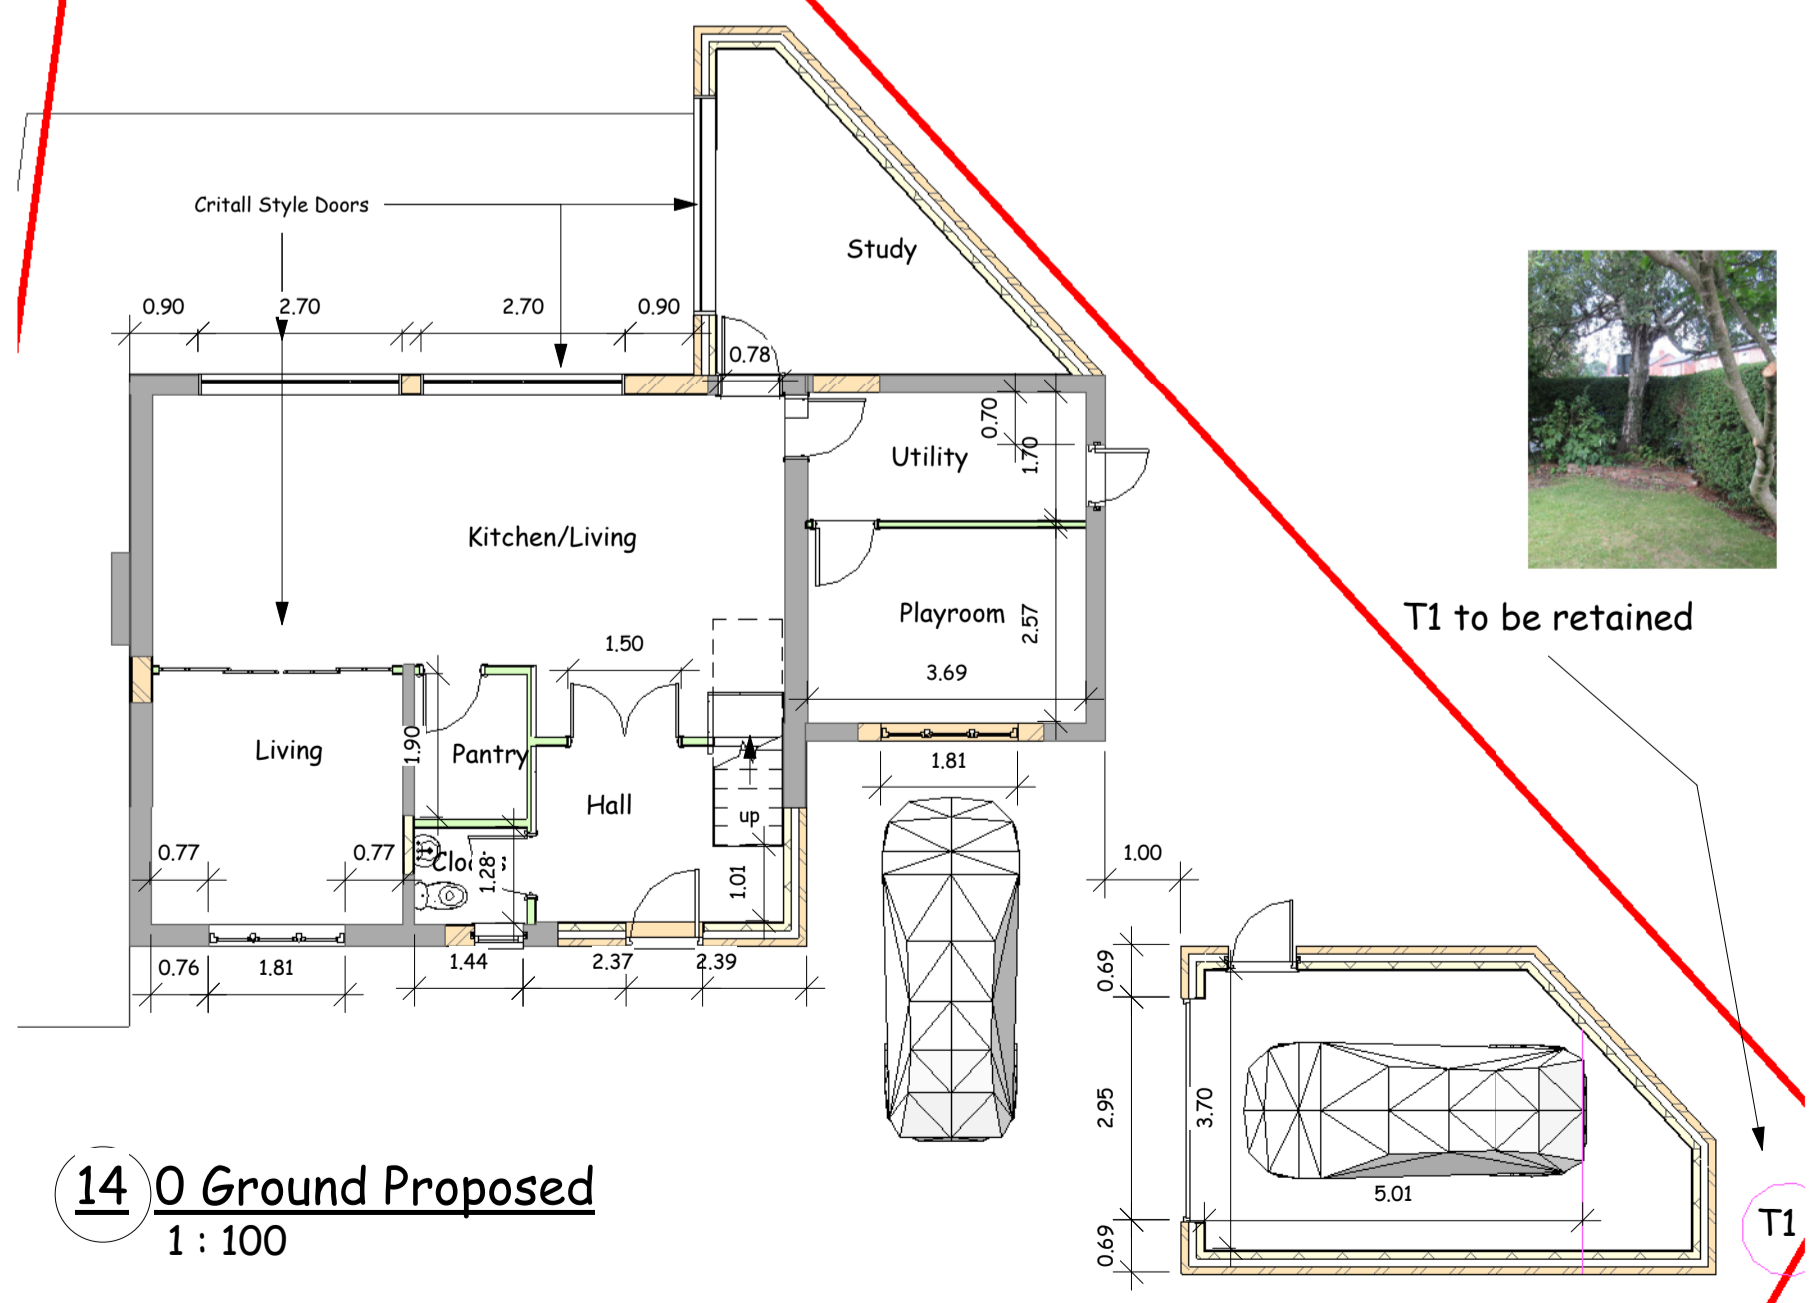 Critall Style Doors
Study
0.90
2.70
2.70
0.90
0.78
0.70
1.70
Utility
Kitchen/Living
Playroom
2.57
T1 to be retained
1.50
3.69
Living
1.90
Pantry
1.81
Hall
up
0.77
0.77
1.28
1.01
1.00
0.76
1.81
1.44
2.37
2.39
0.69
2.95
3.70
5.01
0.69
14 0 Ground Proposed
1 : 100
T1